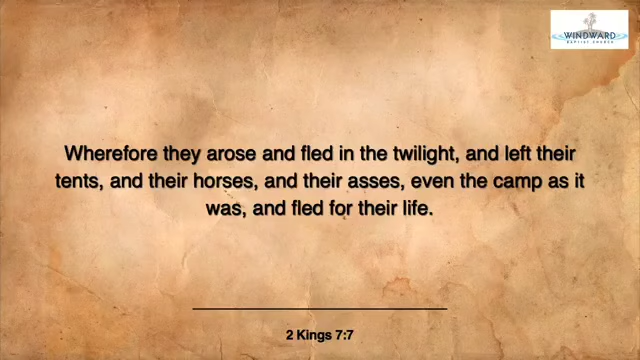 WINDWARD
BAPTIST CHURCH
Wherefore they arose and fled in the twilight, and left their
tents, and their horses, and their asses, even the camp as it
was, and fled for their life.
2 Kings 7:7